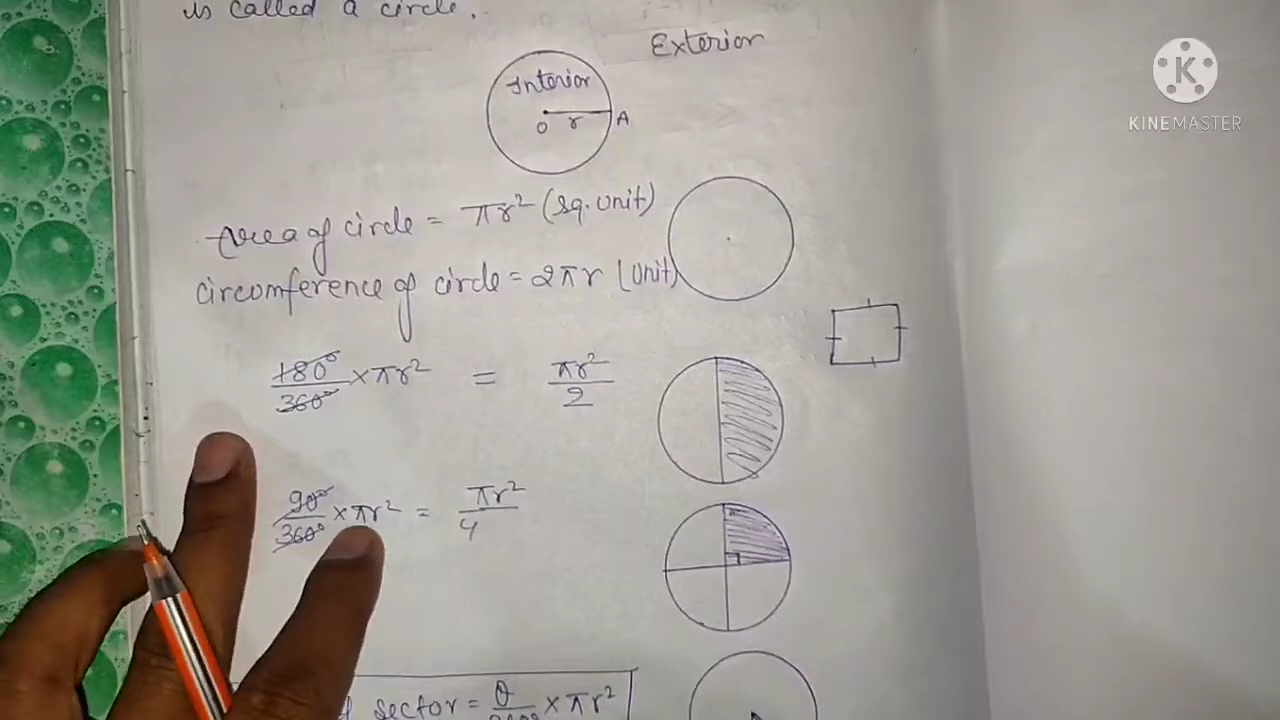 is called a circle.
Exterior
Interior
O r A
Area of circle = πr² (sq. unit)
circomference of circle = 2πr (unit)
180°/360° × πr² = πr²/2
90°/360° × πr² = πr²/4
sector = θ/360° × πr²
K
KINEMASTER